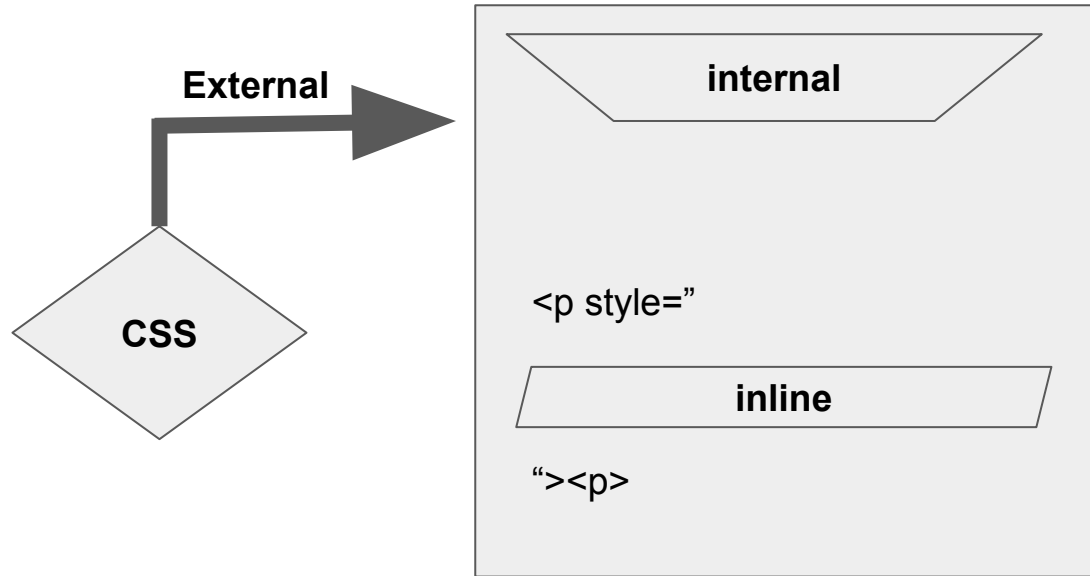 External
internal
CSS
<p style=”
inline
“><p>